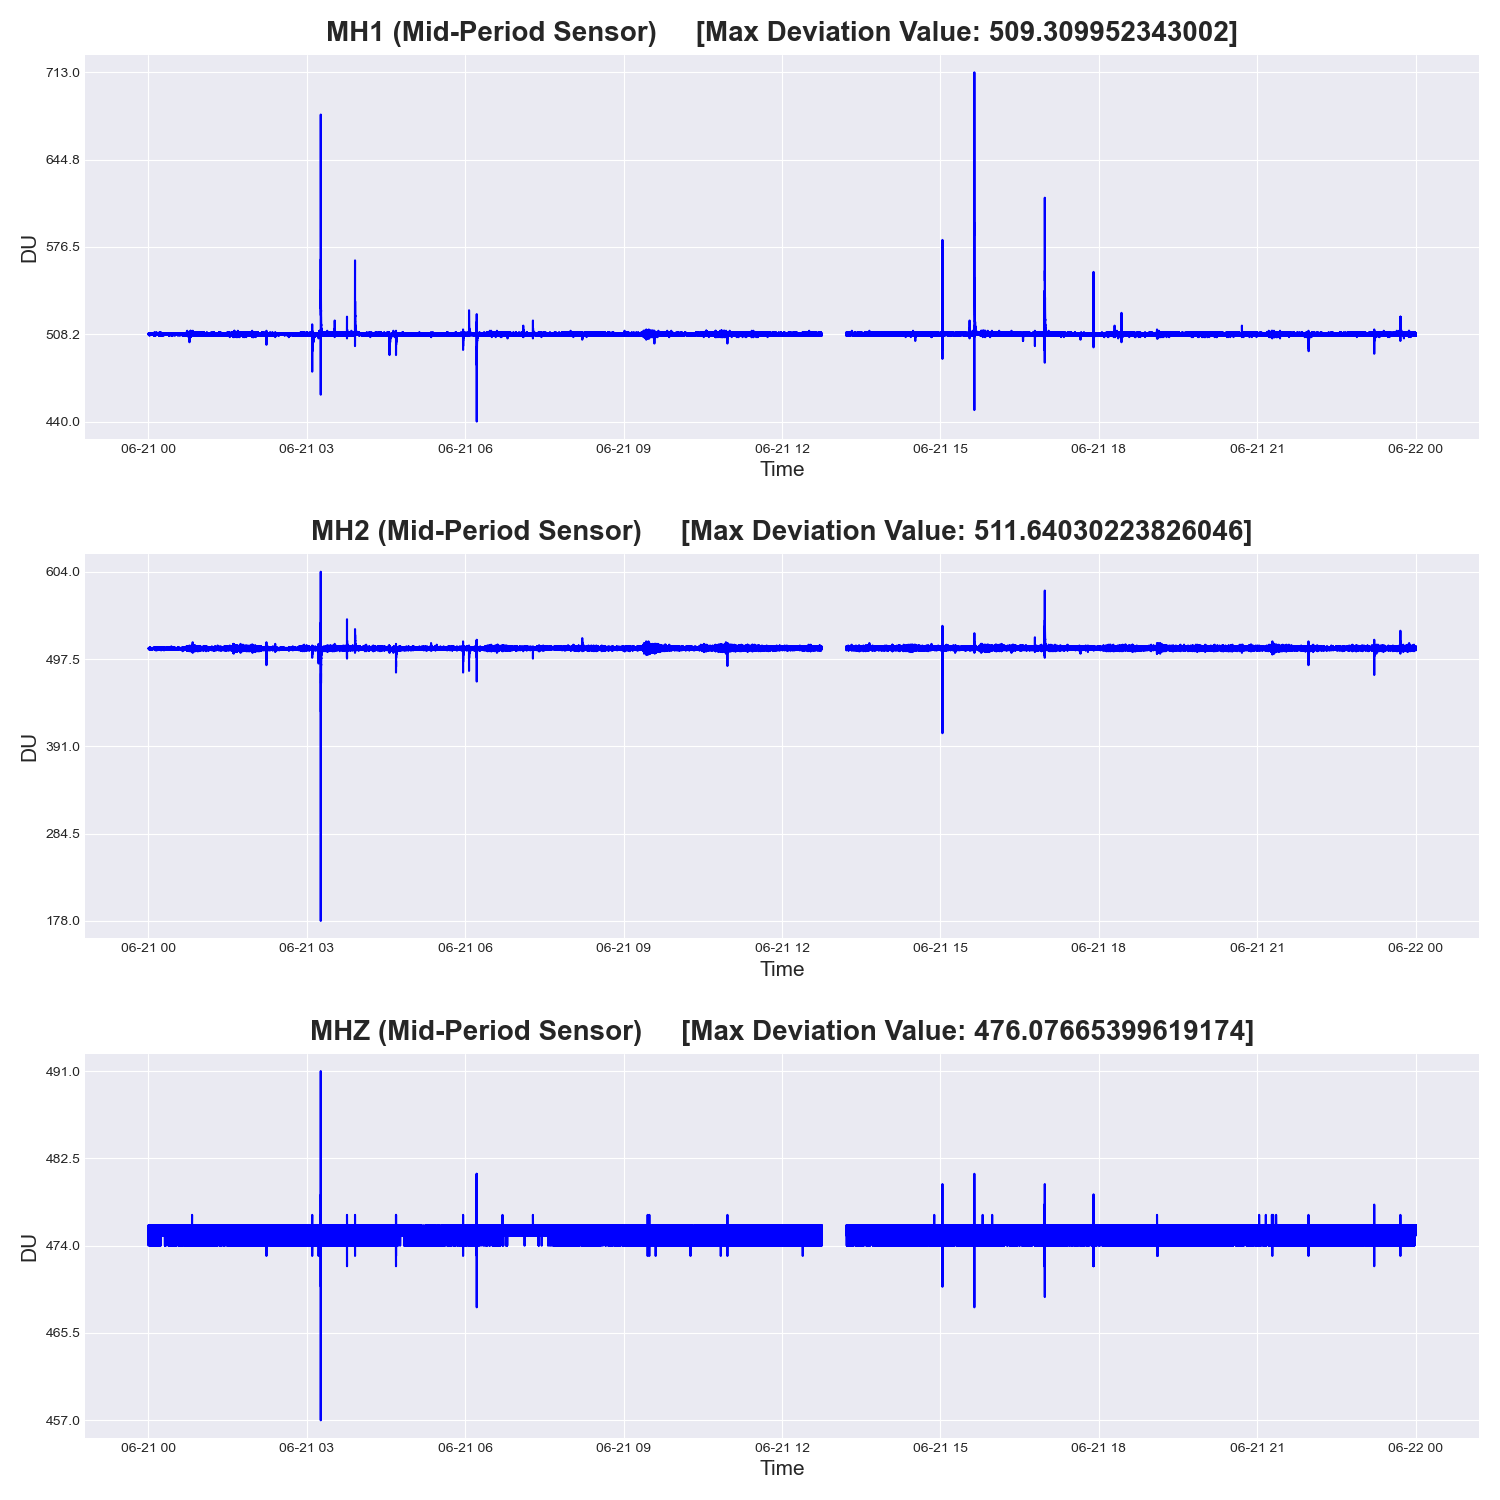 MH1 (Mid-Period Sensor) [Max Deviation Value: 509.309952343002]
713.0
644.8
576.5
508.2
440.0
DU
06-21 00 06-21 03 06-21 06 06-21 09 06-21 12 06-21 15 06-21 18 06-21 21 06-22 00
Time
MH2 (Mid-Period Sensor) [Max Deviation Value: 511.64030223826046]
604.0
497.5
391.0
284.5
178.0
DU
06-21 00 06-21 03 06-21 06 06-21 09 06-21 12 06-21 15 06-21 18 06-21 21 06-22 00
Time
MHZ (Mid-Period Sensor) [Max Deviation Value: 476.07665399619174]
491.0
482.5
474.0
465.5
457.0
DU
06-21 00 06-21 03 06-21 06 06-21 09 06-21 12 06-21 15 06-21 18 06-21 21 06-22 00
Time